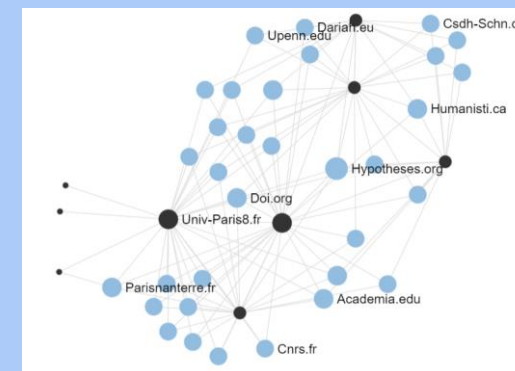 Dariah.eu
Csdh-Schn.c
Upenn.edu
Humanisti.ca
Hypotheses.org
Doi.org
Univ-Paris8.fr
Parisnanterre.fr
Academia.edu
Cnrs.fr